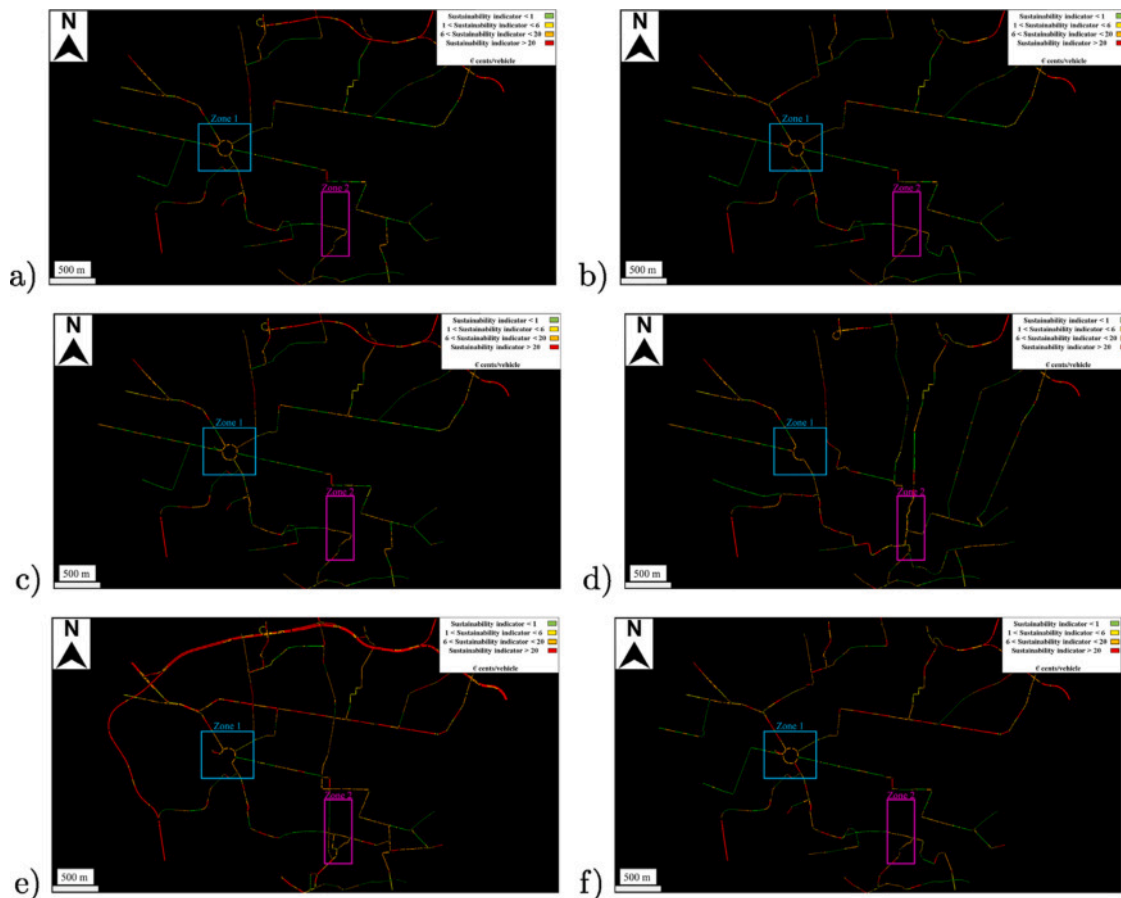 N
Sustainability indicator < 1
1 < Sustainability indicator < 6
6 < Sustainability indicator < 20
Sustainability indicator > 20
€ cents/vehicle
Zone 1
Zone 2
500 m
a)
N
Sustainability indicator < 1
1 < Sustainability indicator < 6
6 < Sustainability indicator < 20
Sustainability indicator > 20
€ cents/vehicle
Zone 1
Zone 2
500 m
b)
N
Sustainability indicator < 1
1 < Sustainability indicator < 6
6 < Sustainability indicator < 20
Sustainability indicator > 20
€ cents/vehicle
Zone 1
Zone 2
500 m
c)
N
Sustainability indicator < 1
1 < Sustainability indicator < 6
6 < Sustainability indicator < 20
Sustainability indicator > 20
€ cents/vehicle
Zone 1
Zone 2
500 m
d)
N
Sustainability indicator < 1
1 < Sustainability indicator < 6
6 < Sustainability indicator < 20
Sustainability indicator > 20
€ cents/vehicle
Zone 1
Zone 2
500 m
e)
N
Sustainability indicator < 1
1 < Sustainability indicator < 6
6 < Sustainability indicator < 20
Sustainability indicator > 20
€ cents/vehicle
Zone 1
Zone 2
500 m
f)